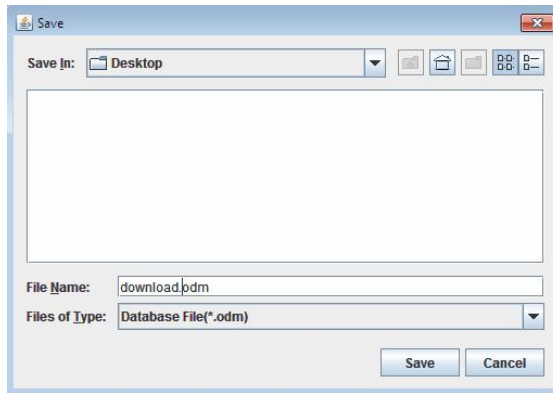 Save
Save In: Desktop
File Name: download.odm
Files of Type: Database File(*.odm)
Save Cancel